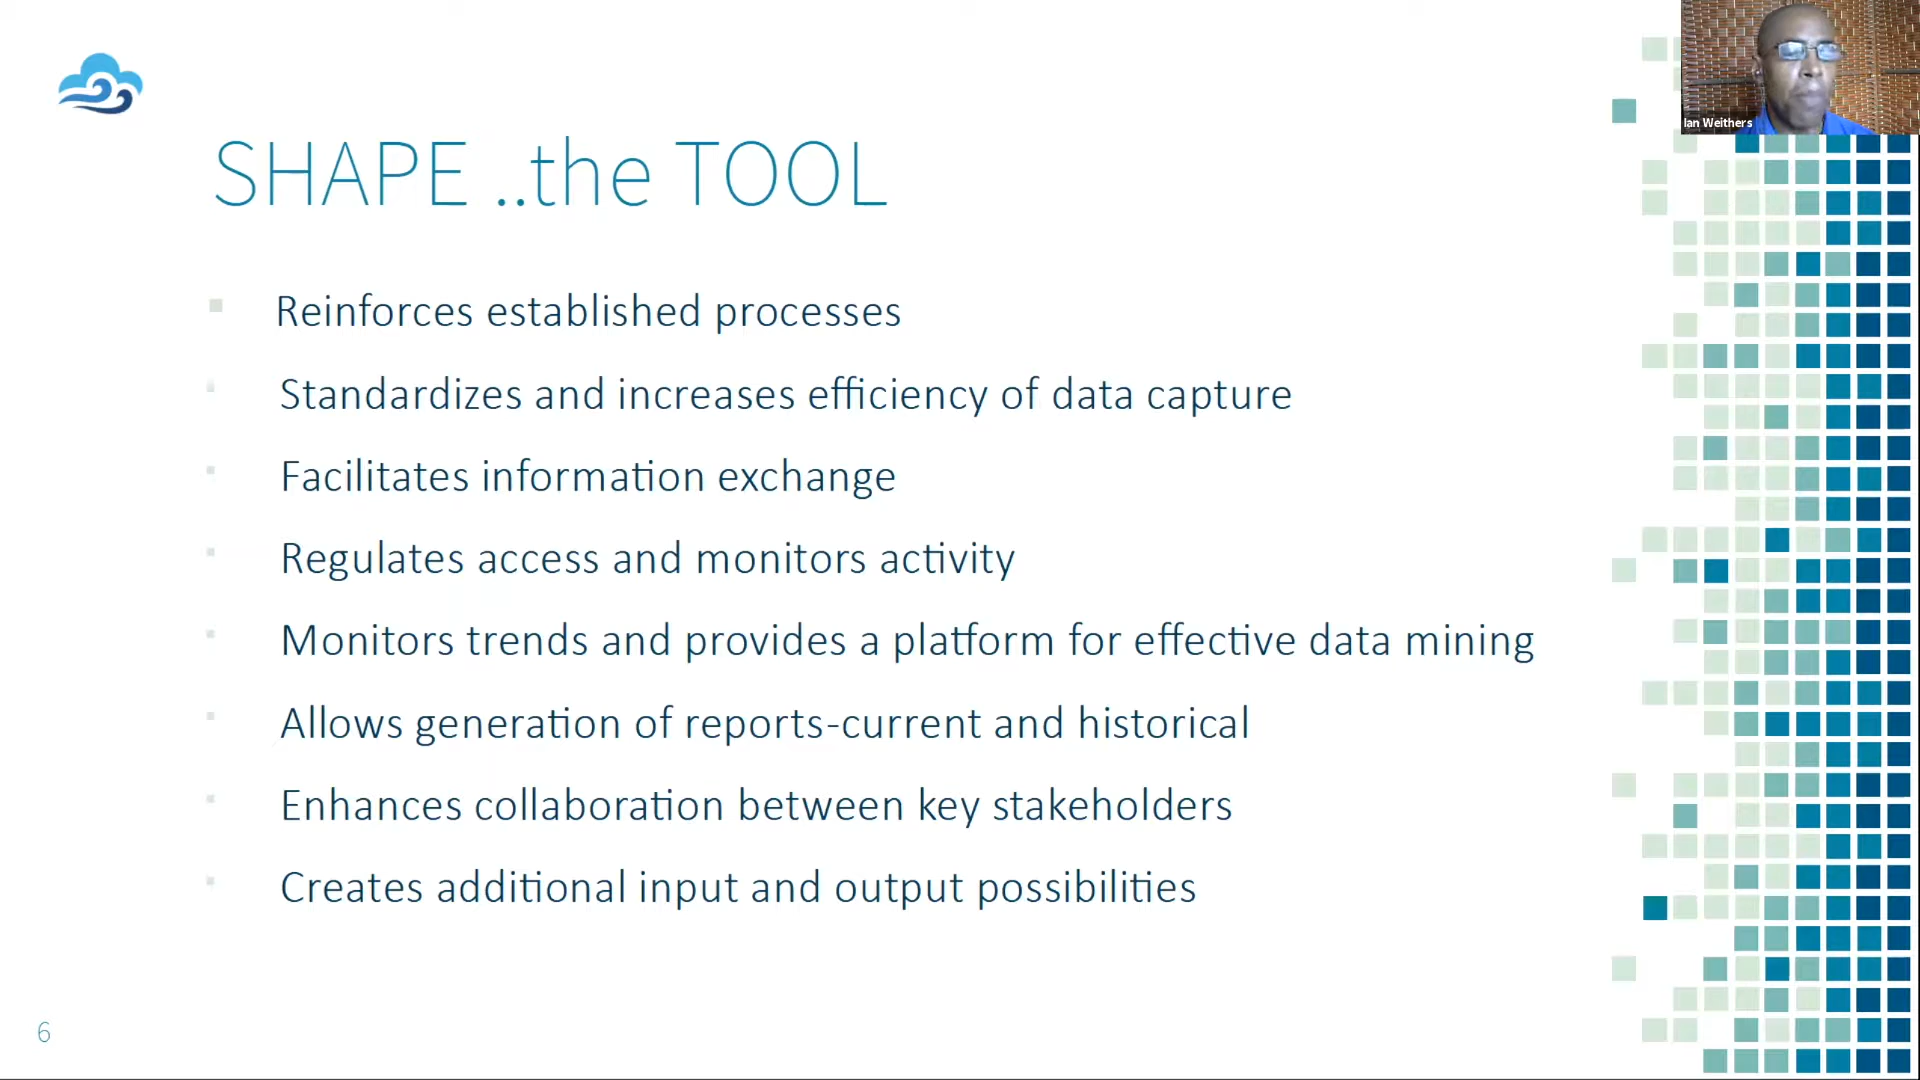 Ian Weithers
SHAPE ..the TOOL
Reinforces established processes
Standardizes and increases efficiency of data capture
Facilitates information exchange
Regulates access and monitors activity
Monitors trends and provides a platform for effective data mining
Allows generation of reports-current and historical
Enhances collaboration between key stakeholders
Creates additional input and output possibilities
6